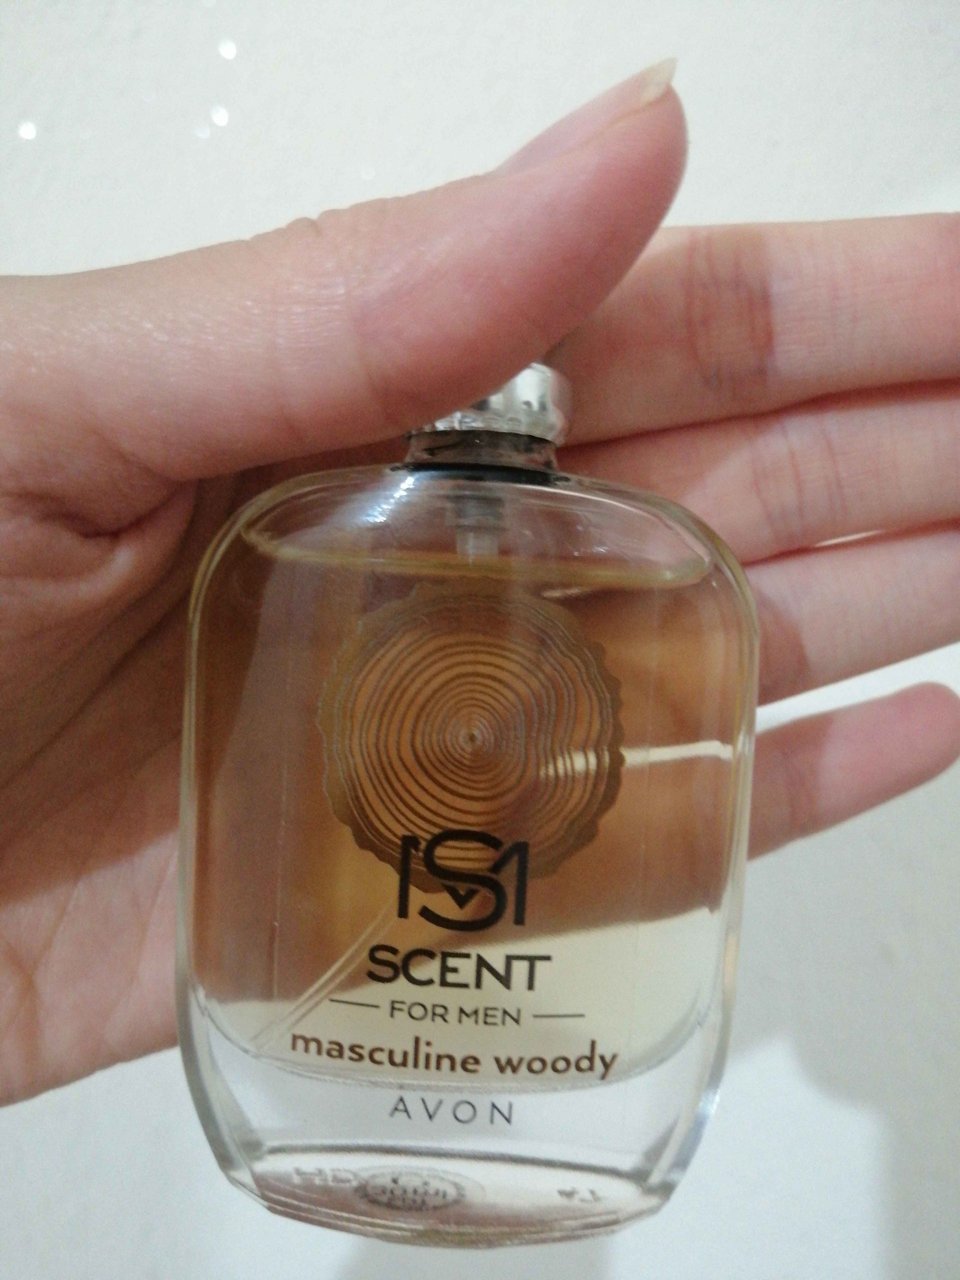 SM
SCENT
FOR MEN
masculine woody
AVON